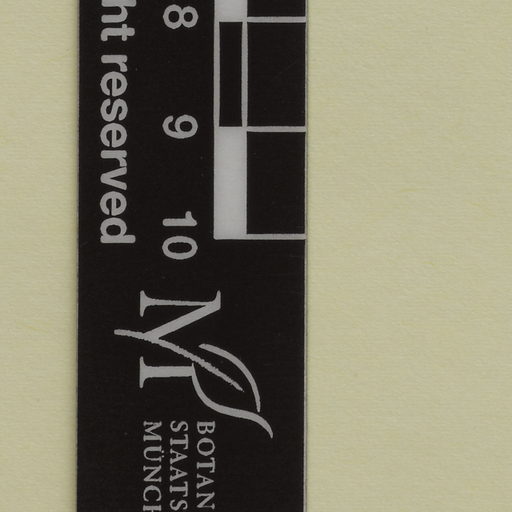 ht reserved
8
9
10
M
BOTAN
STAATS
MÜNCH